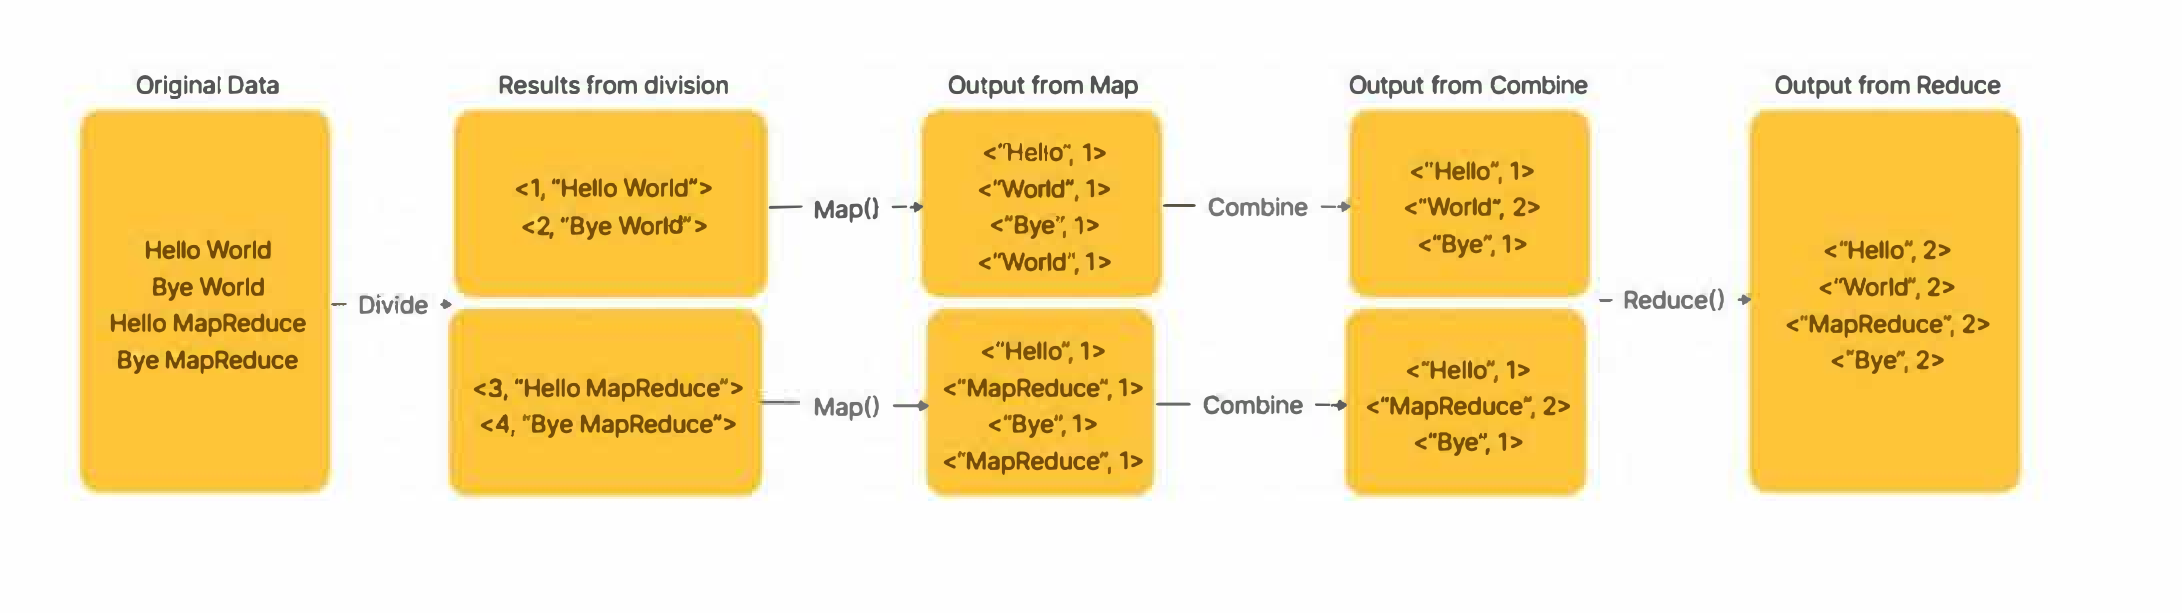 Original Data
Hello World
Bye World
Hello MapReduce
Bye MapReduce
Divide
Results from division
<1, "Hello World">
<2, "Bye World">
<3, "Hello MapReduce">
<4, "Bye MapReduce">
Map()
Map()
Output from Map
<"Hello", 1>
<"World", 1>
<"Bye", 1>
<"World", 1>
<"Hello", 1>
<"MapReduce", 1>
<"Bye", 1>
<"MapReduce", 1>
Combine
Combine
Output from Combine
<"Hello", 1>
<"World", 2>
<"Bye", 1>
<"Hello", 1>
<"MapReduce", 2>
<"Bye", 1>
Reduce()
Output from Reduce
<"Hello", 2>
<"World", 2>
<"MapReduce", 2>
<"Bye", 2>